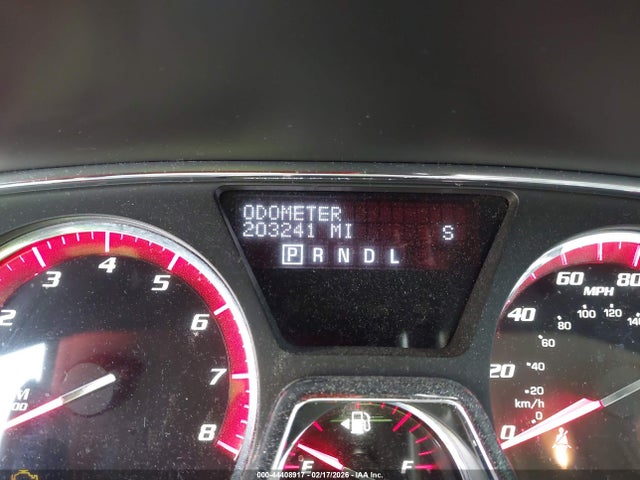 ODOMETER
203241 MI S
P R N D L
2 3 4 5 6 7 8
00
0 20 40 60 80
MPH
0 20 40 60 80 100 120 140
km/h
E F
000-44408917 - 02/17/2026 - © IAA Inc.